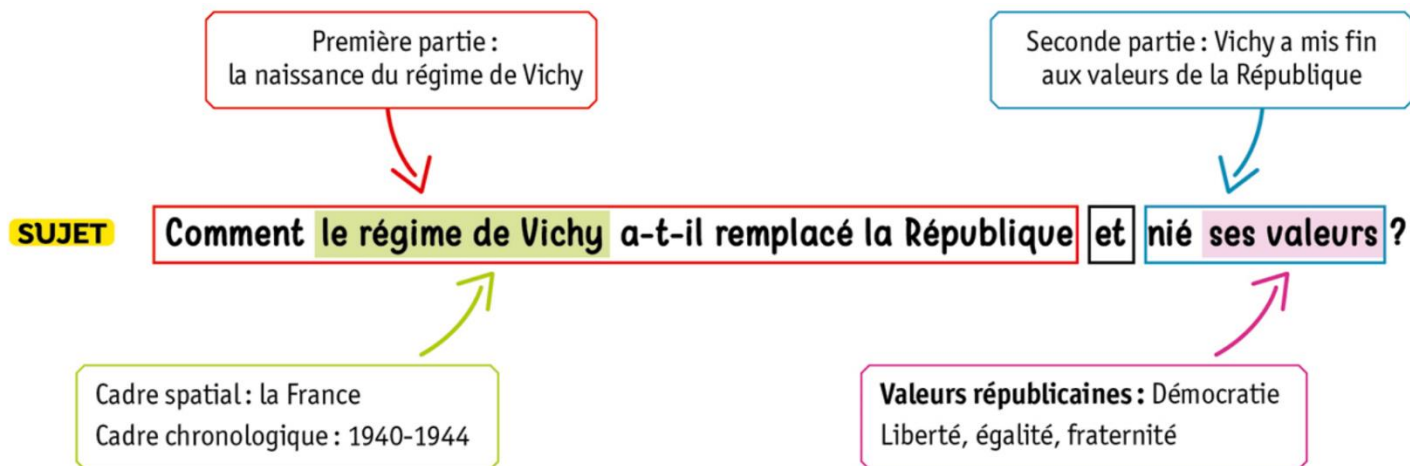 Première partie :
la naissance du régime de Vichy
Seconde partie : Vichy a mis fin
aux valeurs de la République
SUJET Comment le régime de Vichy a-t-il remplacé la République et nié ses valeurs ?
Cadre spatial : la France
Cadre chronologique : 1940-1944
Valeurs républicaines : Démocratie
Liberté, égalité, fraternité